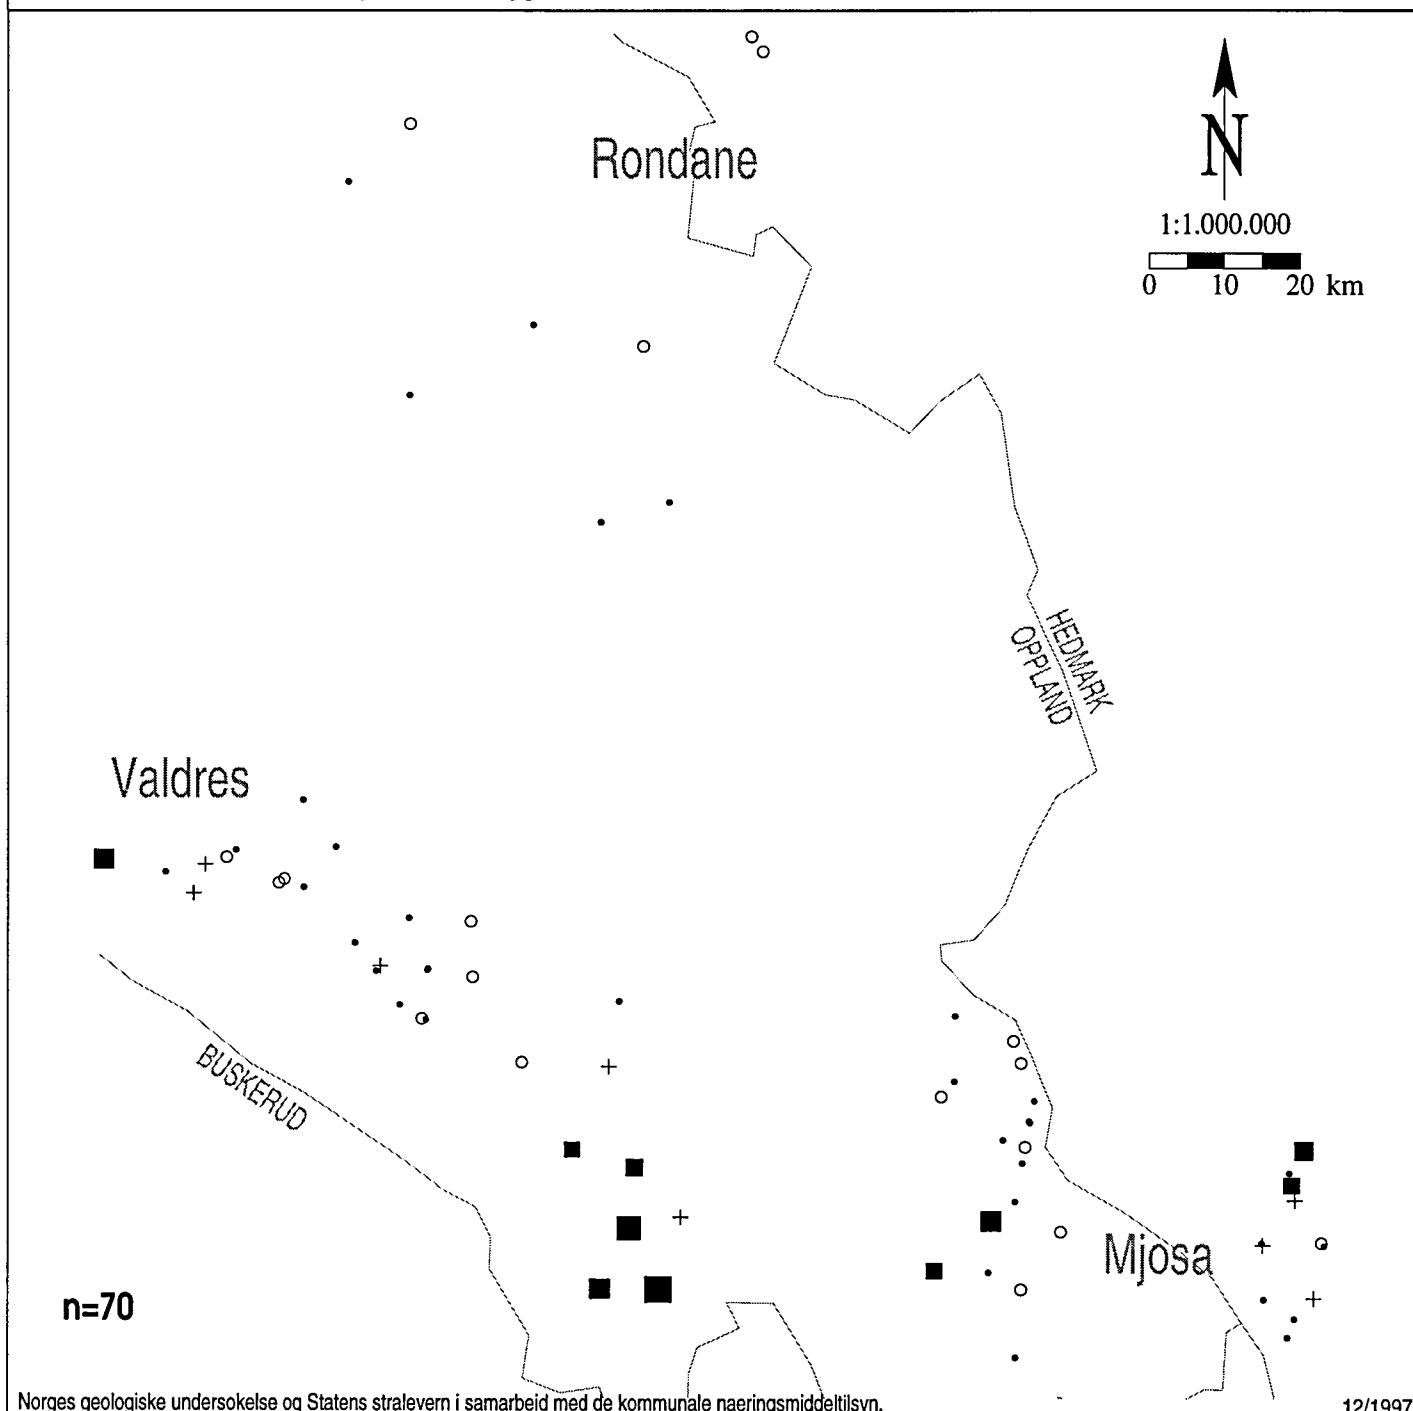 Rondane
N
1:1.000.000
0 10 20 km
HEDMARK
OPPLAND
Valdres
BUSKERUD
Mjosa
n=70
Norges geologiske undersokelse og Statens stralevern i samarbeid med de kommunale naeringsmiddeltilsyn.
12/1997